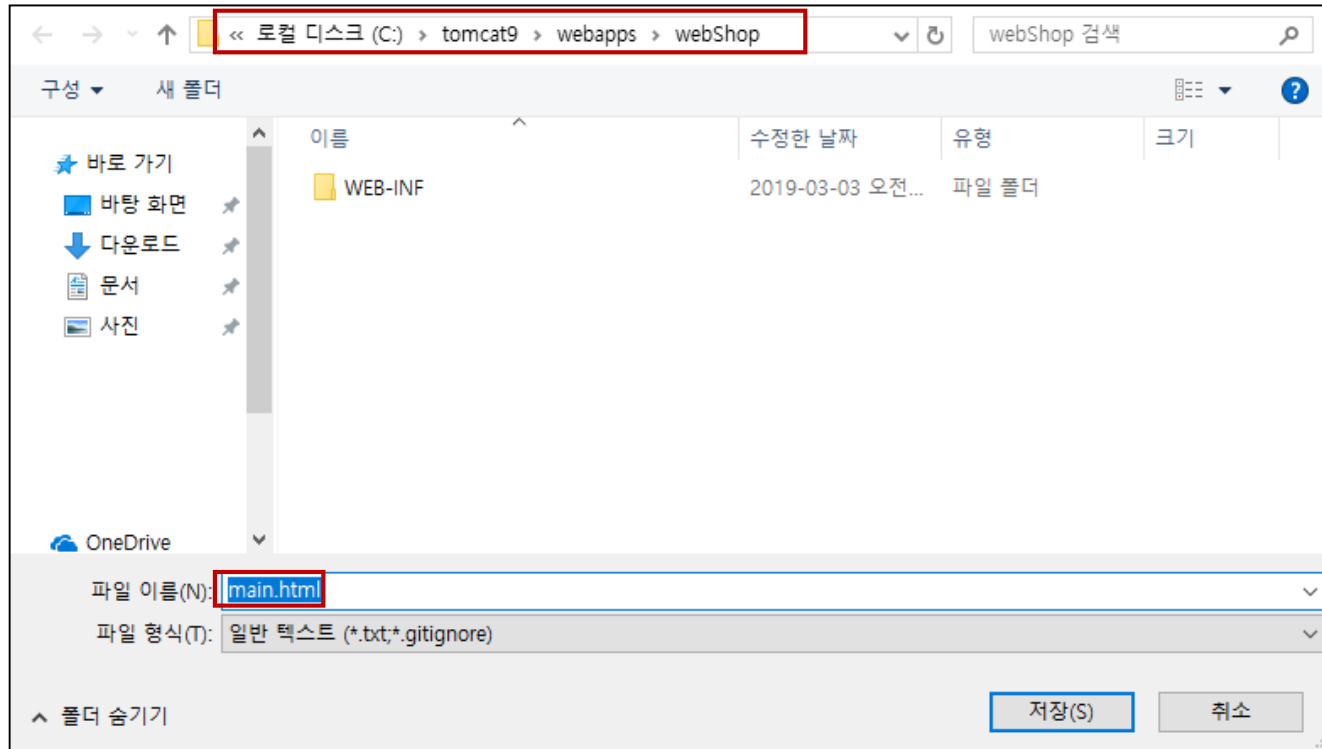 « 로컬 디스크 (C:) › tomcat9 › webapps › webShop webShop 검색
구성 새 폴더 ?
이름 수정한 날짜 유형 크기
바로 가기
WEB-INF 2019-03-03 오전... 파일 폴더
바탕 화면
다운로드
문서
사진
OneDrive
파일 이름(N): main.html
파일 형식(T): 일반 텍스트 (*.txt;*.gitignore)
폴더 숨기기 저장(S) 취소